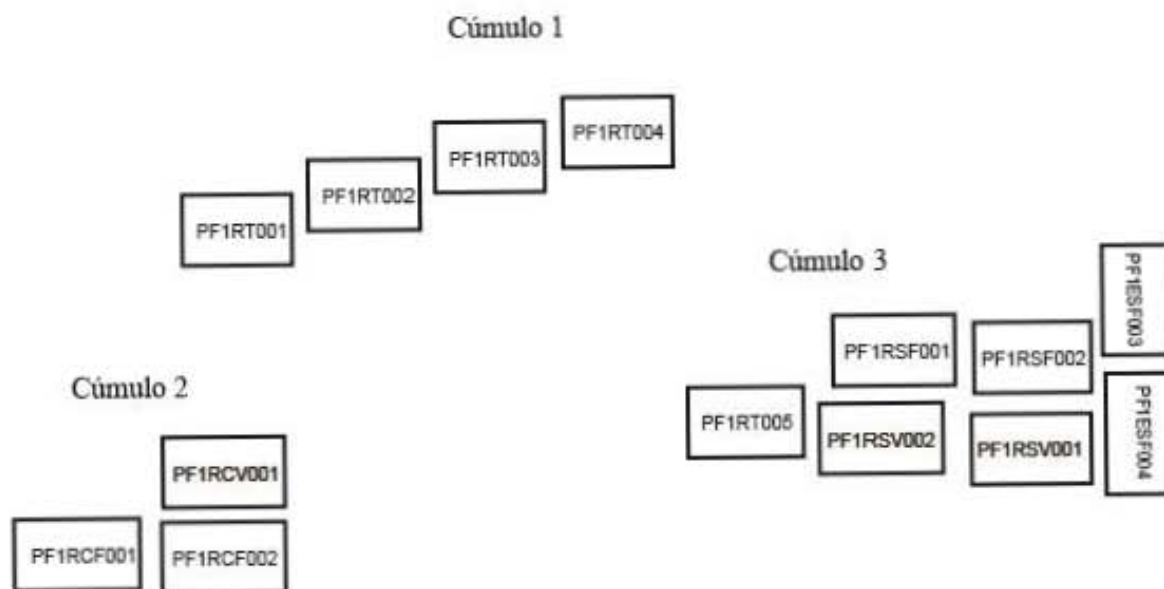 Cúmulo 1
PF1RT001
PF1RT002
PF1RT003
PF1RT004
Cúmulo 2
PF1RCV001
PF1RCF001
PF1RCF002
Cúmulo 3
PF1RT005
PF1RSF001
PF1RSF002
PF1RSV002
PF1RSV001
PF1ESF003
PF1ESF004